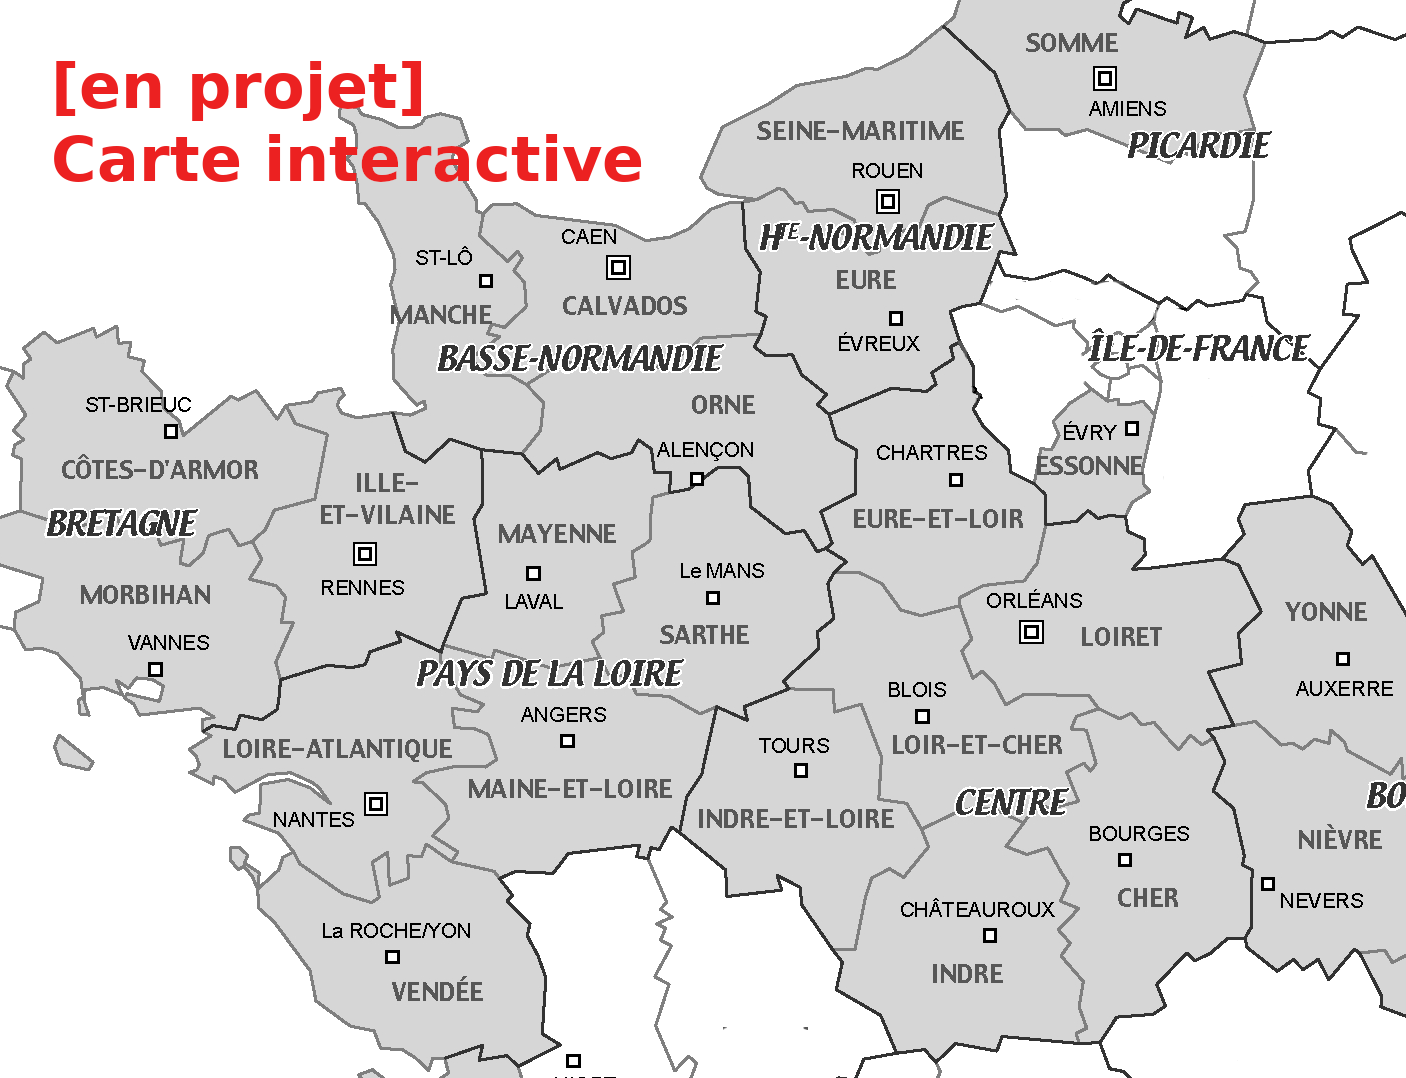 [en projet]
Carte interactive
SOMME
AMIENS
PICARDIE
SEINE-MARITIME
ROUEN
HTE-NORMANDIE
EURE
ÉVREUX
CAEN
CALVADOS
ST-LÔ
MANCHE
BASSE-NORMANDIE
ORNE
ALENÇON
ÎLE-DE-FRANCE
ÉVRY
ESSONNE
ST-BRIEUC
CÔTES-D'ARMOR
BRETAGNE
ILLE-
ET-VILAINE
RENNES
MORBIHAN
VANNES
MAYENNE
LAVAL
Le MANS
SARTHE
CHARTRES
EURE-ET-LOIR
ORLÉANS
LOIRET
YONNE
AUXERRE
PAYS DE LA LOIRE
ANGERS
MAINE-ET-LOIRE
LOIRE-ATLANTIQUE
NANTES
BLOIS
LOIR-ET-CHER
TOURS
INDRE-ET-LOIRE
CENTRE
BO
BOURGES
CHER
NIÈVRE
NEVERS
CHÂTEAUROUX
INDRE
La ROCHE/YON
VENDÉE